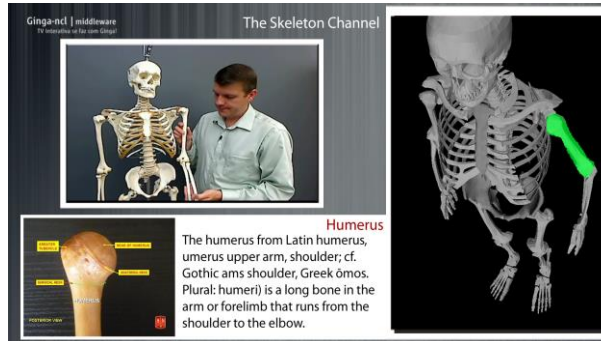 Ginga-ncl | middleware
TV Interativa se Faz com Ginga!
The Skeleton Channel
Humerus
The humerus from Latin humerus,
umerus upper arm, shoulder; cf.
Gothic ams shoulder, Greek ōmos.
Plural: humeri) is a long bone in the
arm or forelimb that runs from the
shoulder to the elbow.
GREATER
TUBERCLE
HEAD OF HUMERUS
ANATOMICAL NECK
SURGICAL NECK
HUMERUS
POSTERIOR VIEW